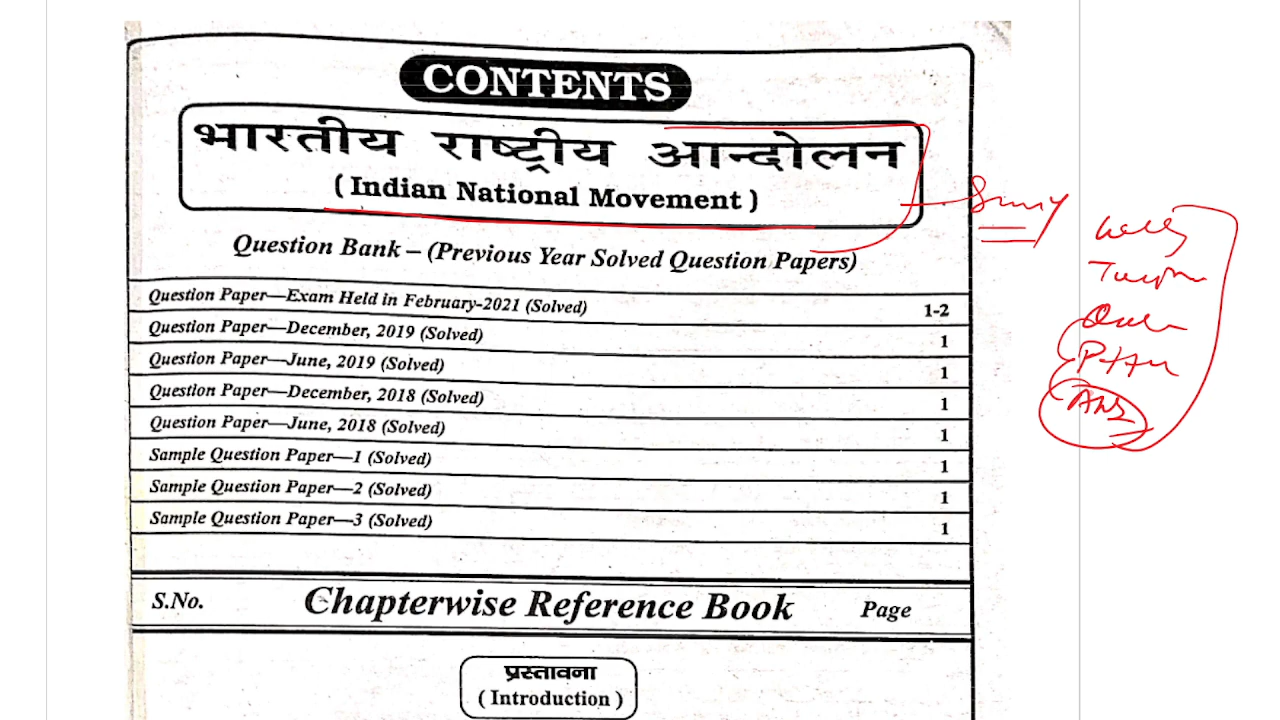 CONTENTS
भारतीय राष्ट्रीय आन्दोलन
( Indian National Movement )
Question Bank – (Previous Year Solved Question Papers)
Question Paper—Exam Held in February-2021 (Solved) 1-2
Question Paper—December, 2019 (Solved) 1
Question Paper—June, 2019 (Solved) 1
Question Paper—December, 2018 (Solved) 1
Question Paper—June, 2018 (Solved) 1
Sample Question Paper—1 (Solved) 1
Sample Question Paper—2 (Solved) 1
Sample Question Paper—3 (Solved) 1
S.No. Chapterwise Reference Book Page
प्रस्तावना
( Introduction )